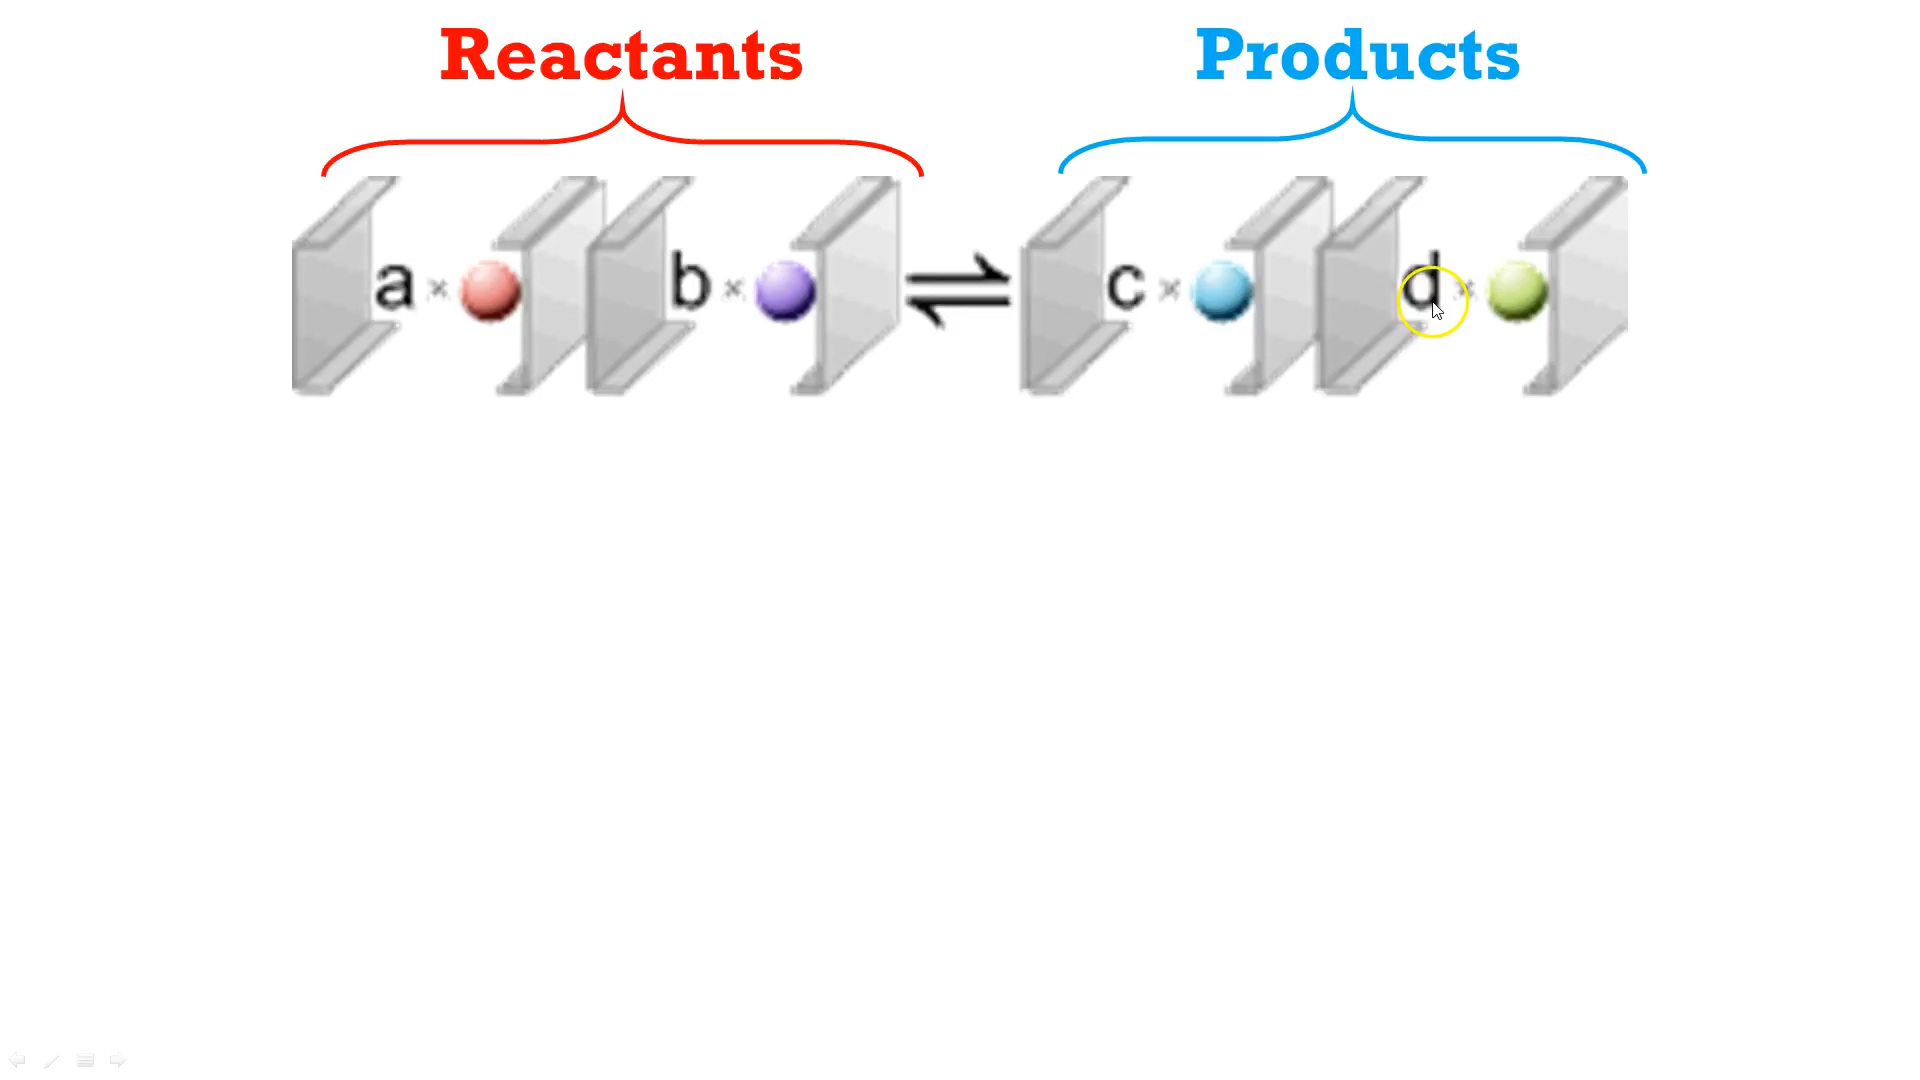 Reactants Products
a × b × ⇌ c × d ×